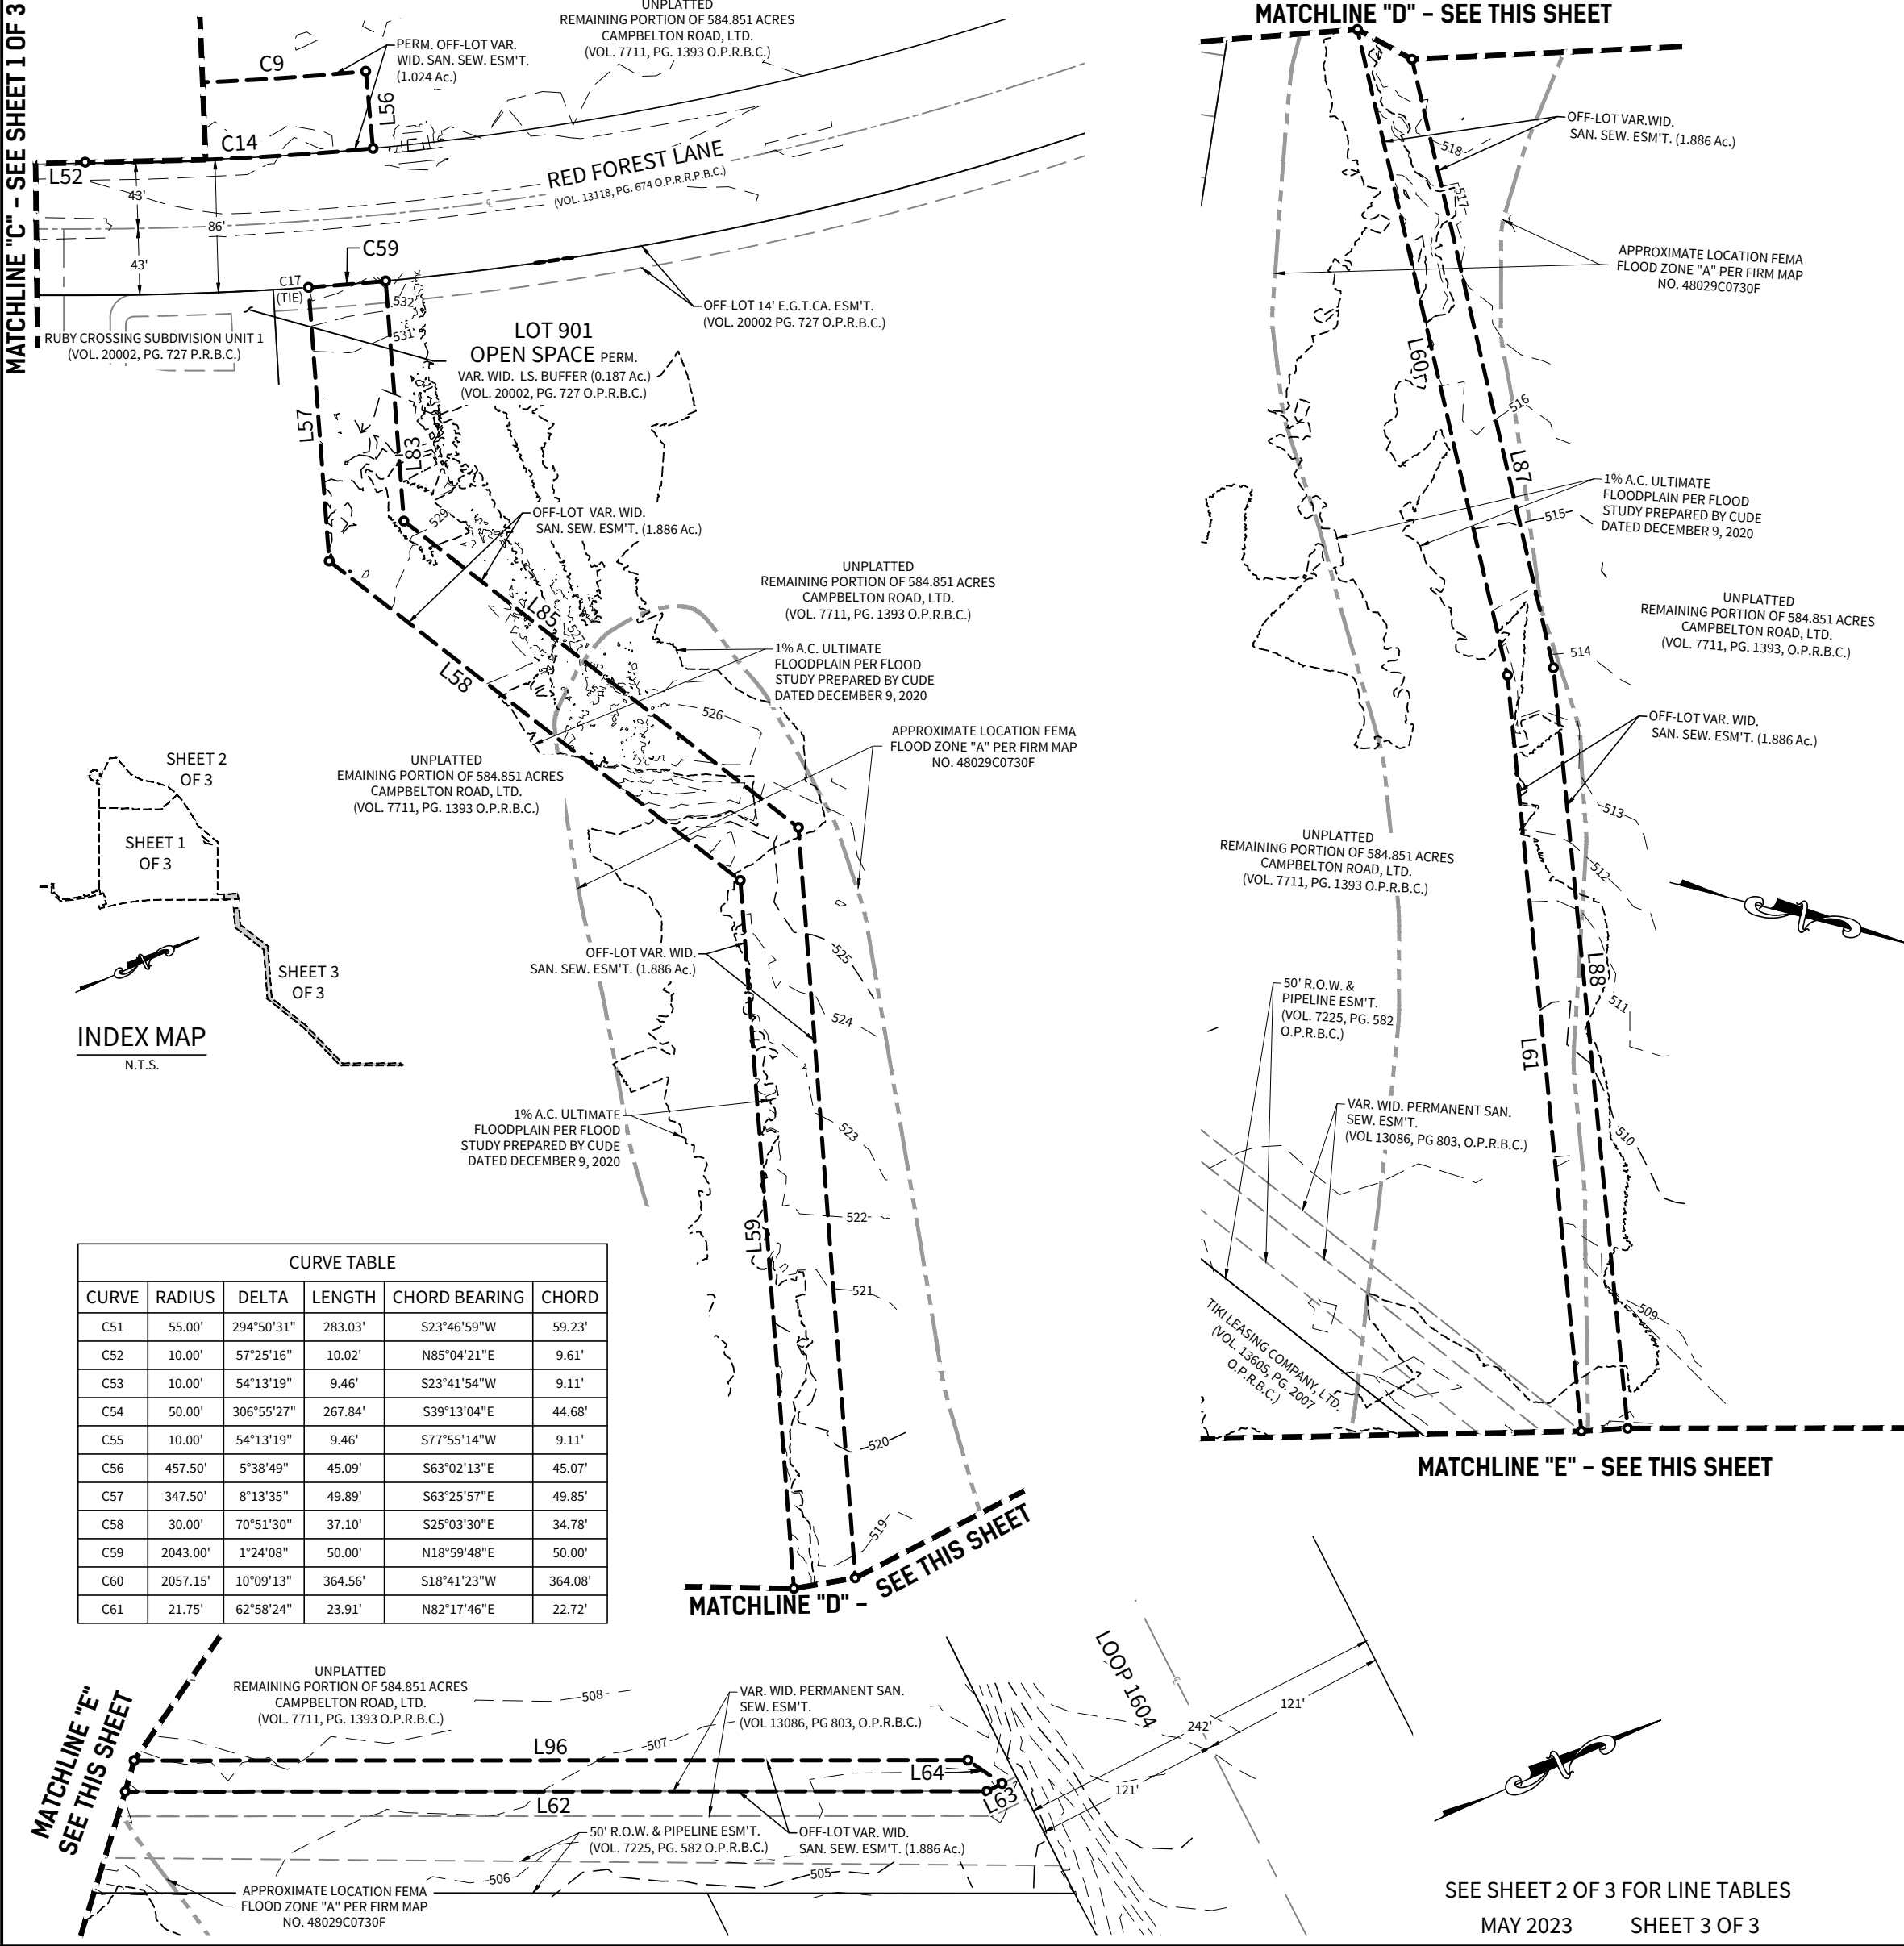 MATCHLINE "C" – SEE SHEET 1 OF 3
C9
PERM. OFF-LOT VAR.
WID. SAN. SEW. ESM'T.
(1.024 Ac.)
UNPLATTED
REMAINING PORTION OF 584.851 ACRES
CAMPBELTON ROAD, LTD.
(VOL. 7711, PG. 1393 O.P.R.B.C.)
L56
C14
L52
43'
86'
43'
RED FOREST LANE
(VOL. 13118, PG. 674 O.P.R.R.P.B.C.)
C59
C17
(TIE)
532
531
OFF-LOT 14' E.G.T.CA. ESM'T.
(VOL. 20002 PG. 727 O.P.R.B.C.)
RUBY CROSSING SUBDIVISION UNIT 1
(VOL. 20002, PG. 727 P.R.B.C.)
LOT 901
OPEN SPACE PERM.
VAR. WID. LS. BUFFER (0.187 Ac.)
(VOL. 20002, PG. 727 O.P.R.B.C.)
L57
L83
529
OFF-LOT VAR. WID.
SAN. SEW. ESM'T. (1.886 Ac.)
L85
527
L58
UNPLATTED
REMAINING PORTION OF 584.851 ACRES
CAMPBELTON ROAD, LTD.
(VOL. 7711, PG. 1393 O.P.R.B.C.)
1% A.C. ULTIMATE
FLOODPLAIN PER FLOOD
STUDY PREPARED BY CUDE
DATED DECEMBER 9, 2020
526
APPROXIMATE LOCATION FEMA
FLOOD ZONE "A" PER FIRM MAP
NO. 48029C0730F
UNPLATTED
EMAINING PORTION OF 584.851 ACRES
CAMPBELTON ROAD, LTD.
(VOL. 7711, PG. 1393 O.P.R.B.C.)
SHEET 2
OF 3
SHEET 1
OF 3
SHEET 3
OF 3
INDEX MAP
N.T.S.
OFF-LOT VAR. WID.
SAN. SEW. ESM'T. (1.886 Ac.)
525
524
1% A.C. ULTIMATE
FLOODPLAIN PER FLOOD
STUDY PREPARED BY CUDE
DATED DECEMBER 9, 2020
523
L59
522
521
520
519
MATCHLINE "D" – SEE THIS SHEET
CURVE TABLE
CURVE RADIUS DELTA LENGTH CHORD BEARING CHORD
C51 55.00' 294°50'31" 283.03' S23°46'59"W 59.23'
C52 10.00' 57°25'16" 10.02' N85°04'21"E 9.61'
C53 10.00' 54°13'19" 9.46' S23°41'54"W 9.11'
C54 50.00' 306°55'27" 267.84' S39°13'04"E 44.68'
C55 10.00' 54°13'19" 9.46' S77°55'14"W 9.11'
C56 457.50' 5°38'49" 45.09' S63°02'13"E 45.07'
C57 347.50' 8°13'35" 49.89' S63°25'57"E 49.85'
C58 30.00' 70°51'30" 37.10' S25°03'30"E 34.78'
C59 2043.00' 1°24'08" 50.00' N18°59'48"E 50.00'
C60 2057.15' 10°09'13" 364.56' S18°41'23"W 364.08'
C61 21.75' 62°58'24" 23.91' N82°17'46"E 22.72'
MATCHLINE "D" – SEE THIS SHEET
OFF-LOT VAR.WID.
SAN. SEW. ESM'T. (1.886 Ac.)
518
517
APPROXIMATE LOCATION FEMA
FLOOD ZONE "A" PER FIRM MAP
NO. 48029C0730F
L60
516
L87
1% A.C. ULTIMATE
FLOODPLAIN PER FLOOD
STUDY PREPARED BY CUDE
DATED DECEMBER 9, 2020
515
UNPLATTED
REMAINING PORTION OF 584.851 ACRES
CAMPBELTON ROAD, LTD.
(VOL. 7711, PG. 1393, O.P.R.B.C.)
514
OFF-LOT VAR. WID.
SAN. SEW. ESM'T. (1.886 Ac.)
513
UNPLATTED
REMAINING PORTION OF 584.851 ACRES
CAMPBELTON ROAD, LTD.
(VOL. 7711, PG. 1393 O.P.R.B.C.)
512
L88
50' R.O.W. &
PIPELINE ESM'T.
(VOL. 7225, PG. 582
O.P.R.B.C.)
511
L61
VAR. WID. PERMANENT SAN.
SEW. ESM'T.
(VOL 13086, PG 803, O.P.R.B.C.)
510
509
TIKI LEASING COMPANY, LTD.
(VOL. 13605, PG. 2007
O.P.R.B.C.)
MATCHLINE "E" – SEE THIS SHEET
MATCHLINE "E"
SEE THIS SHEET
UNPLATTED
REMAINING PORTION OF 584.851 ACRES
CAMPBELTON ROAD, LTD.
(VOL. 7711, PG. 1393 O.P.R.B.C.)
508
VAR. WID. PERMANENT SAN.
SEW. ESM'T.
(VOL 13086, PG 803, O.P.R.B.C.)
507
L96
L64
L62
L63
LOOP 1604
242'
121'
121'
50' R.O.W. & PIPELINE ESM'T.
(VOL. 7225, PG. 582 O.P.R.B.C.)
OFF-LOT VAR. WID.
SAN. SEW. ESM'T. (1.886 Ac.)
506
505
APPROXIMATE LOCATION FEMA
FLOOD ZONE "A" PER FIRM MAP
NO. 48029C0730F
SEE SHEET 2 OF 3 FOR LINE TABLES
MAY 2023 SHEET 3 OF 3